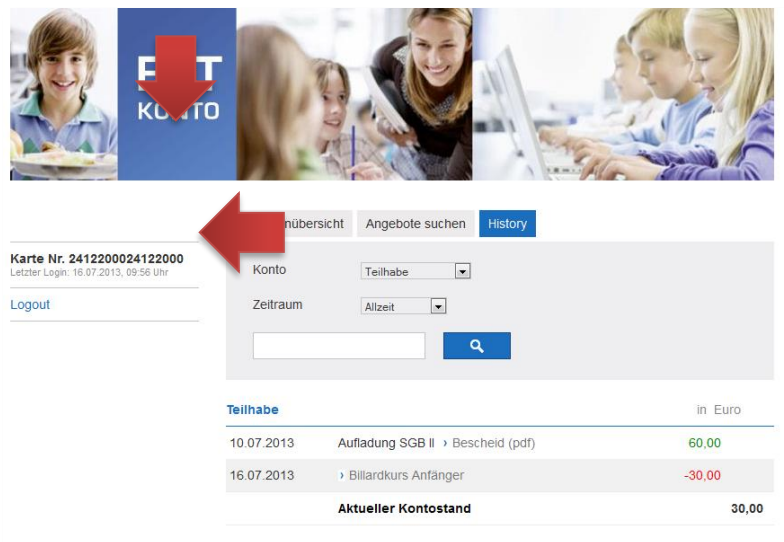 KONTO
Angebote suchen
History
Karte Nr. 2412200024122000
Letzter Login: 16.07.2013, 09:56 Uhr
Logout
Konto
Teilhabe
Zeitraum
Allzeit
Teilhabe in Euro
10.07.2013 Aufladung SGB II › Bescheid (pdf) 60,00
16.07.2013 › Billardkurs Anfänger -30,00
Aktueller Kontostand 30,00